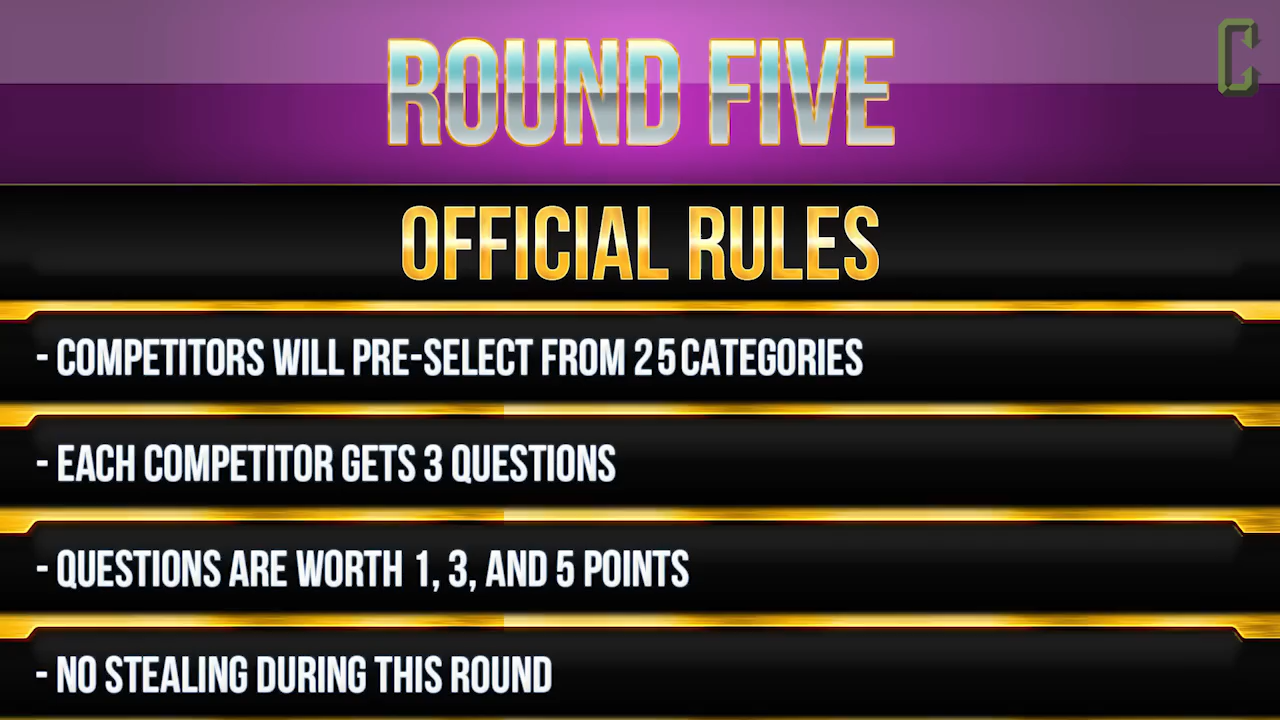 ROUND FIVE
OFFICIAL RULES
- COMPETITORS WILL PRE-SELECT FROM 25 CATEGORIES
- EACH COMPETITOR GETS 3 QUESTIONS
- QUESTIONS ARE WORTH 1, 3, AND 5 POINTS
- NO STEALING DURING THIS ROUND